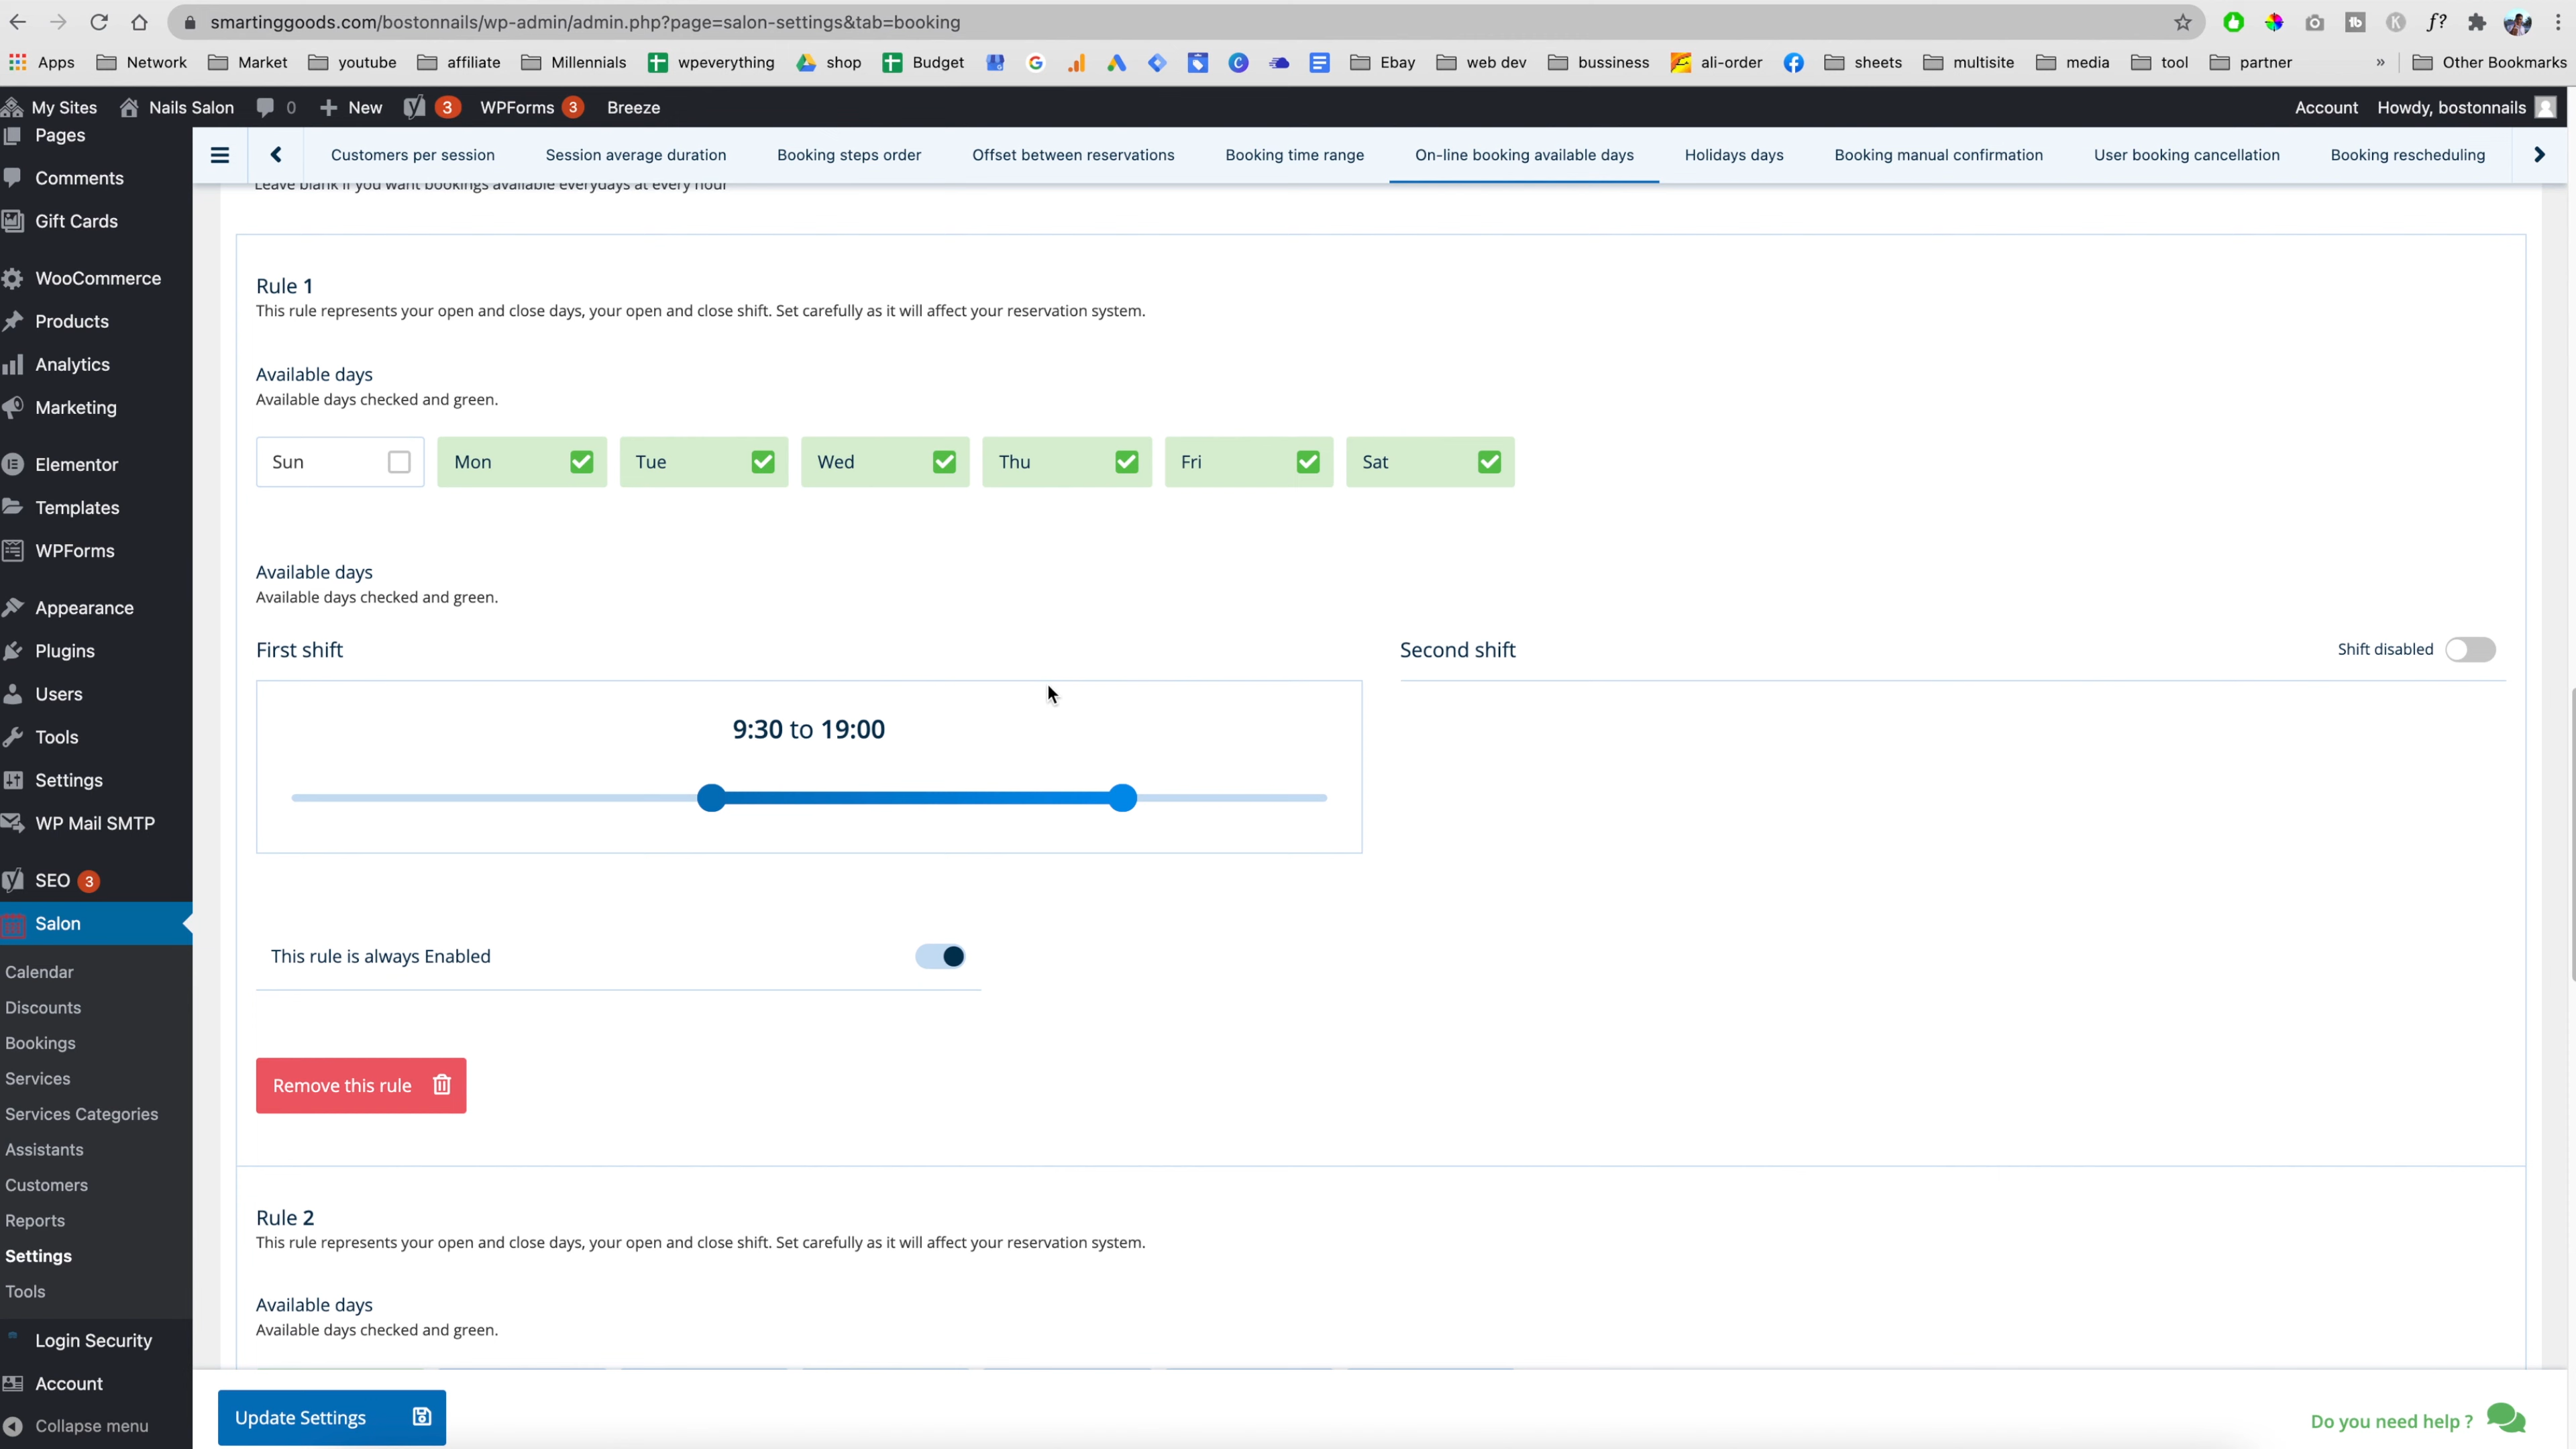 smartinggoods.com/bostonnails/wp-admin/admin.php?page=salon-settings&tab=booking
Apps Network Market youtube affiliate Millennials wpeverything shop Budget Ebay web dev bussiness ali-order sheets multisite media tool partner » Other Bookmarks
My Sites Nails Salon 0 New 3 WPForms 3 Breeze Account Howdy, bostonnails
Customers per session Session average duration Booking steps order Offset between reservations Booking time range On-line booking available days Holidays days Booking manual confirmation User booking cancellation Booking rescheduling
Pages
Comments
Gift Cards
WooCommerce
Products
Analytics
Marketing
Elementor
Templates
WPForms
Appearance
Plugins
Users
Tools
Settings
WP Mail SMTP
SEO 3
Salon
Calendar
Discounts
Bookings
Services
Services Categories
Assistants
Customers
Reports
Settings
Tools
Login Security
Account
Collapse menu
Leave blank if you want bookings available everydays at every hour
Rule 1
This rule represents your open and close days, your open and close shift. Set carefully as it will affect your reservation system.
Available days
Available days checked and green.
Sun Mon Tue Wed Thu Fri Sat
Available days
Available days checked and green.
First shift
9:30 to 19:00
Second shift Shift disabled
This rule is always Enabled
Remove this rule
Rule 2
This rule represents your open and close days, your open and close shift. Set carefully as it will affect your reservation system.
Available days
Available days checked and green.
Update Settings
Do you need help ?